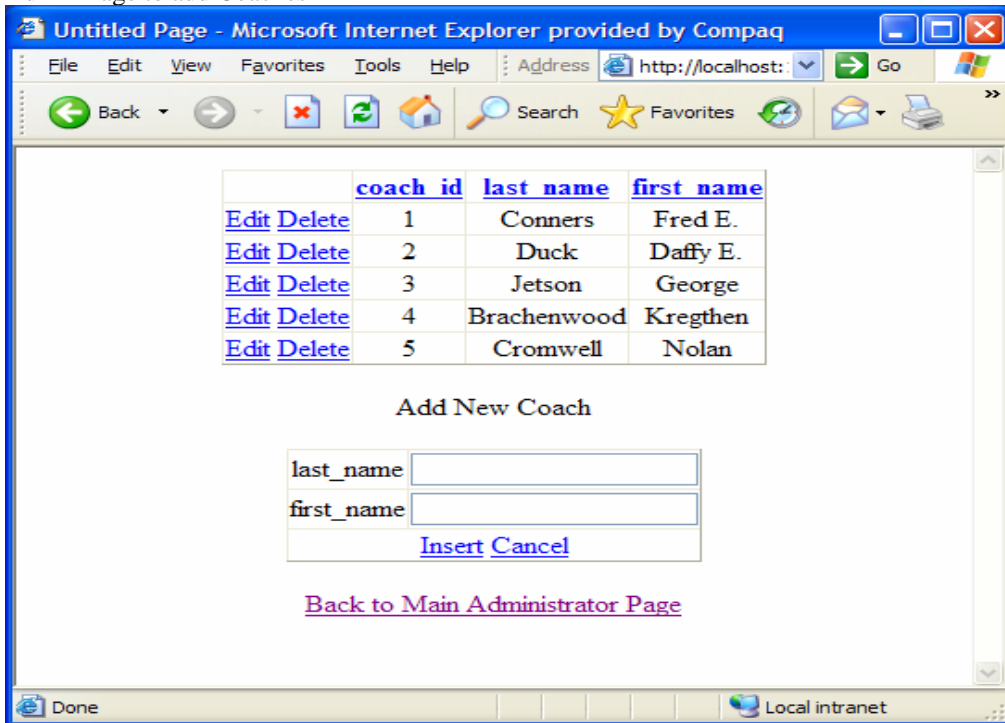 Untitled Page - Microsoft Internet Explorer provided by Compaq
File Edit View Favorites Tools Help Address http://localhost: Go
Back Search Favorites
coach_id last_name first_name
Edit Delete 1 Conners Fred E.
Edit Delete 2 Duck Daffy E.
Edit Delete 3 Jetson George
Edit Delete 4 Brachenwood Kregthen
Edit Delete 5 Cromwell Nolan
Add New Coach
last_name
first_name
Insert Cancel
Back to Main Administrator Page
Done Local intranet